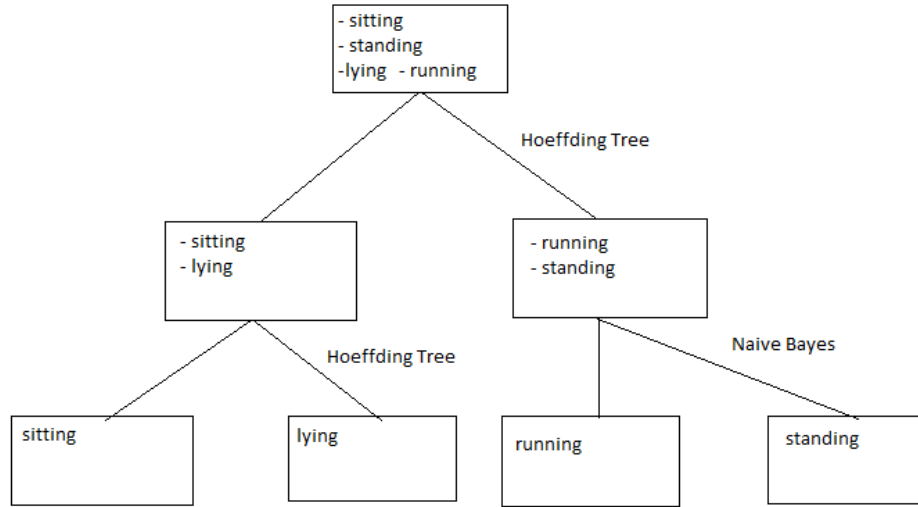 - sitting
- standing
-lying - running
Hoeffding Tree
- sitting
- lying
- running
- standing
Hoeffding Tree
Naive Bayes
sitting
lying
running
standing